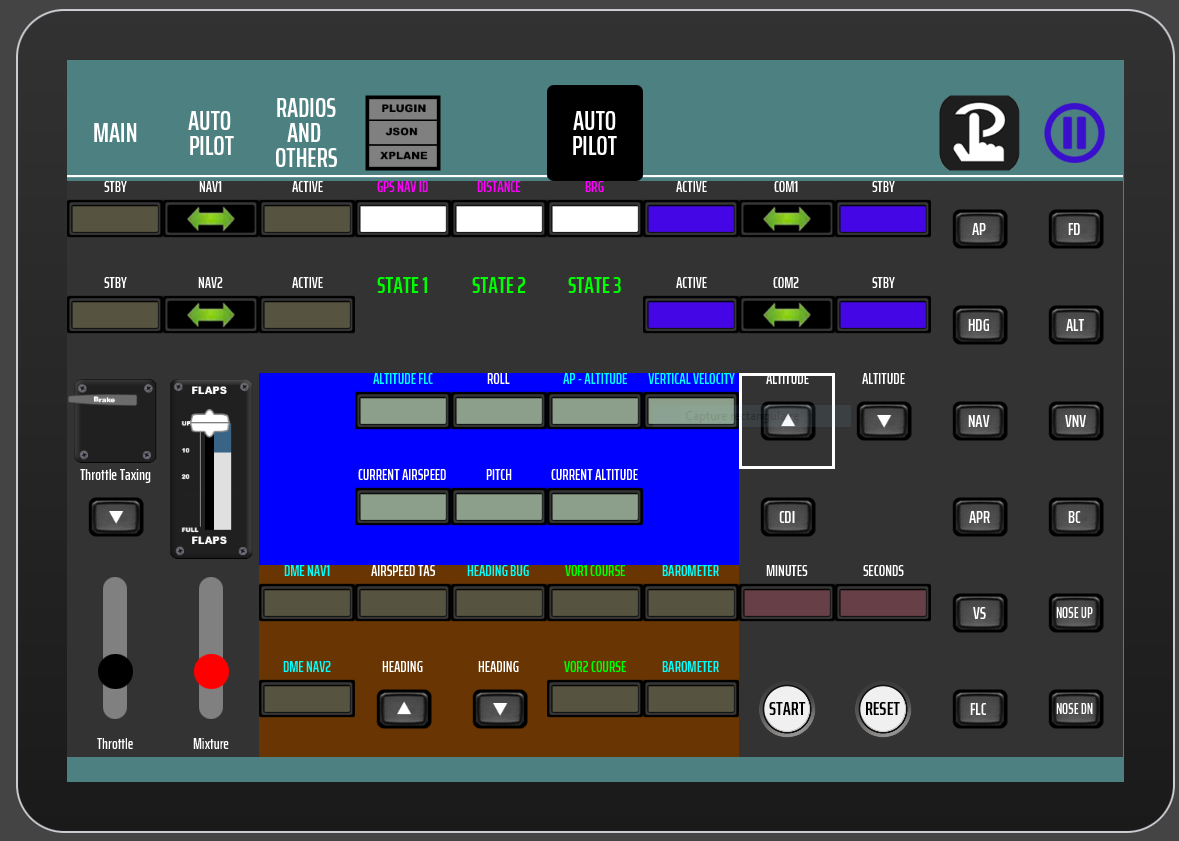 MAIN
AUTO
PILOT
RADIOS
AND
OTHERS
PLUGIN
JSON
XPLANE
AUTO
PILOT
STBY NAV1 ACTIVE GPS NAV ID DISTANCE BRG ACTIVE COM1 STBY
AP FD
STBY NAV2 ACTIVE STATE 1 STATE 2 STATE 3 ACTIVE COM2 STBY
HDG ALT
ALTITUDE FLC ROLL AP - ALTITUDE VERTICAL VELOCITY ALTITUDE ALTITUDE
FLAPS
Brake
Capture rectangular
UP
NAV VNV
10
20
Throttle Taxing
CURRENT AIRSPEED PITCH CURRENT ALTITUDE
CDI APR BC
FULL
FLAPS
DME NAV1 AIRSPEED TAS HEADING BUG VOR1 COURSE BAROMETER MINUTES SECONDS
VS NOSE UP
DME NAV2 HEADING HEADING VOR2 COURSE BAROMETER
START RESET FLC NOSE DN
Throttle Mixture